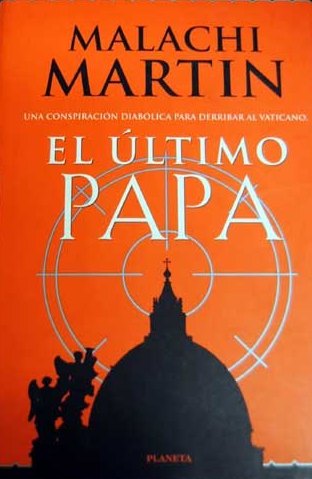 MALACHI
MARTIN
UNA CONSPIRACIÓN DIABÓLICA PARA DERRIBAR AL VATICANO.
EL ÚLTIMO
PAPA
PLANETA